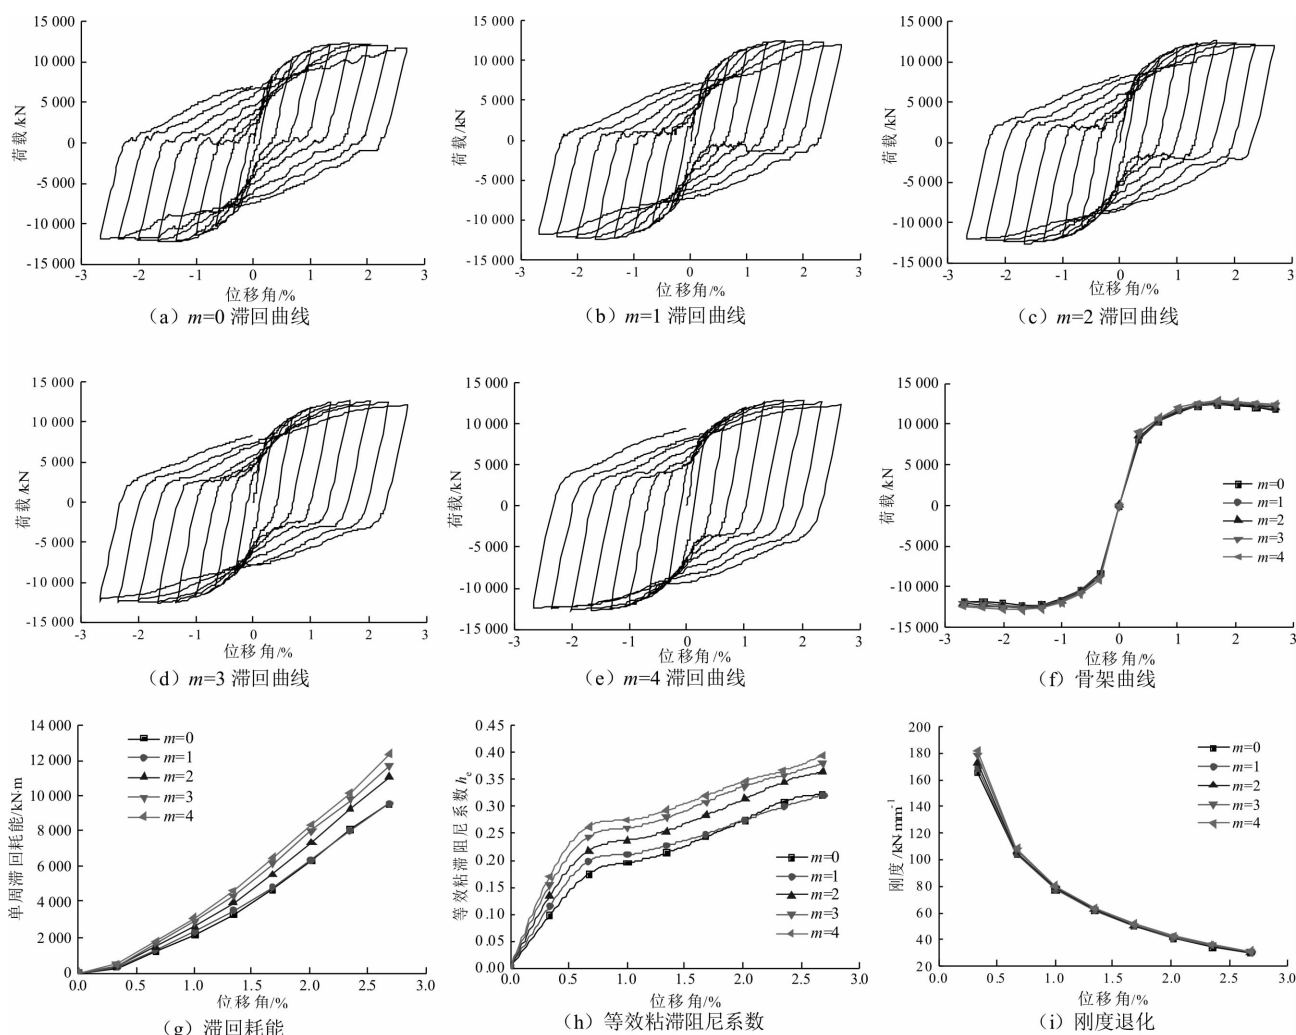 15 000
10 000
5 000
0
-5 000
-10 000
-15 000
荷载/kN
-3 -2 -1 0 1 2 3
位移角/%
（a）m=0 滞回曲线
15 000
10 000
5 000
0
-5 000
-10 000
-15 000
荷载/kN
-3 -2 -1 0 1 2 3
位移角/%
（b）m=1 滞回曲线
15 000
10 000
5 000
0
-5 000
-10 000
-15 000
荷载/kN
-3 -2 -1 0 1 2 3
位移角/%
（c）m=2 滞回曲线
15 000
10 000
5 000
0
-5 000
-10 000
-15 000
荷载/kN
-3 -2 -1 0 1 2 3
位移角/%
（d）m=3 滞回曲线
15 000
10 000
5 000
0
-5 000
-10 000
-15 000
荷载/kN
-3 -2 -1 0 1 2 3
位移角/%
（e）m=4 滞回曲线
15 000
10 000
5 000
0
-5 000
-10 000
-15 000
荷载/kN
m=0
m=1
m=2
m=3
m=4
-3 -2 -1 0 1 2 3
位移角/%
（f）骨架曲线
14 000
12 000
10 000
8 000
6 000
4 000
2 000
0
单周滞回耗能/kN·m
m=0
m=1
m=2
m=3
m=4
0.0 0.5 1.0 1.5 2.0 2.5 3.0
位移角/%
（g）滞回耗能
0.45
0.40
0.35
0.30
0.25
0.20
0.15
0.10
0.05
0.00
等效粘滞阻尼系数 he
m=0
m=1
m=2
m=3
m=4
0.0 0.5 1.0 1.5 2.0 2.5 3.0
位移角/%
（h）等效粘滞阻尼系数
200
180
160
140
120
100
80
60
40
20
刚度/kN·mm-1
m=0
m=1
m=2
m=3
m=4
0.0 0.5 1.0 1.5 2.0 2.5 3.0
位移角/%
（i）刚度退化